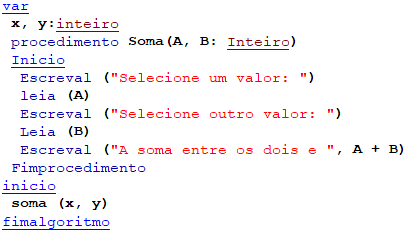 var
x, y:inteiro
procedimento Soma(A, B: Inteiro)
Inicio
Escreval ("Selecione um valor: ")
leia (A)
Escreval ("Selecione outro valor: ")
Leia (B)
Escreval ("A soma entre os dois e ", A + B)
Fimprocedimento
inicio
soma (x, y)
fimalgoritmo